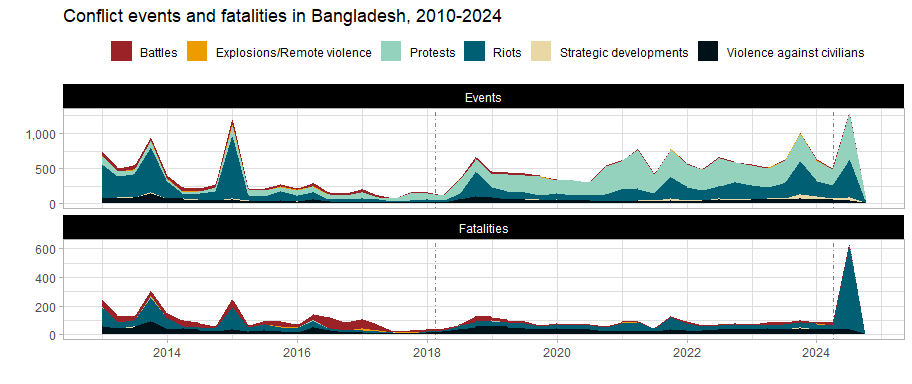 Conflict events and fatalities in Bangladesh, 2010-2024
Battles Explosions/Remote violence Protests Riots Strategic developments Violence against civilians
Events
1,000
500
0
Fatalities
600
400
200
0
2014 2016 2018 2020 2022 2024